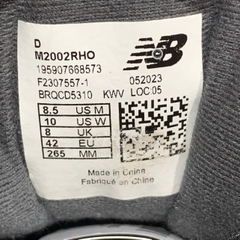 D
M2002RHO
195907668573
F2307557-1 052023
BRQCD5310 KWV LOC:05
NB
8.5 US M
10 US W
8 UK
42 EU
265 MM
Made in China
Fabriqué en Chine